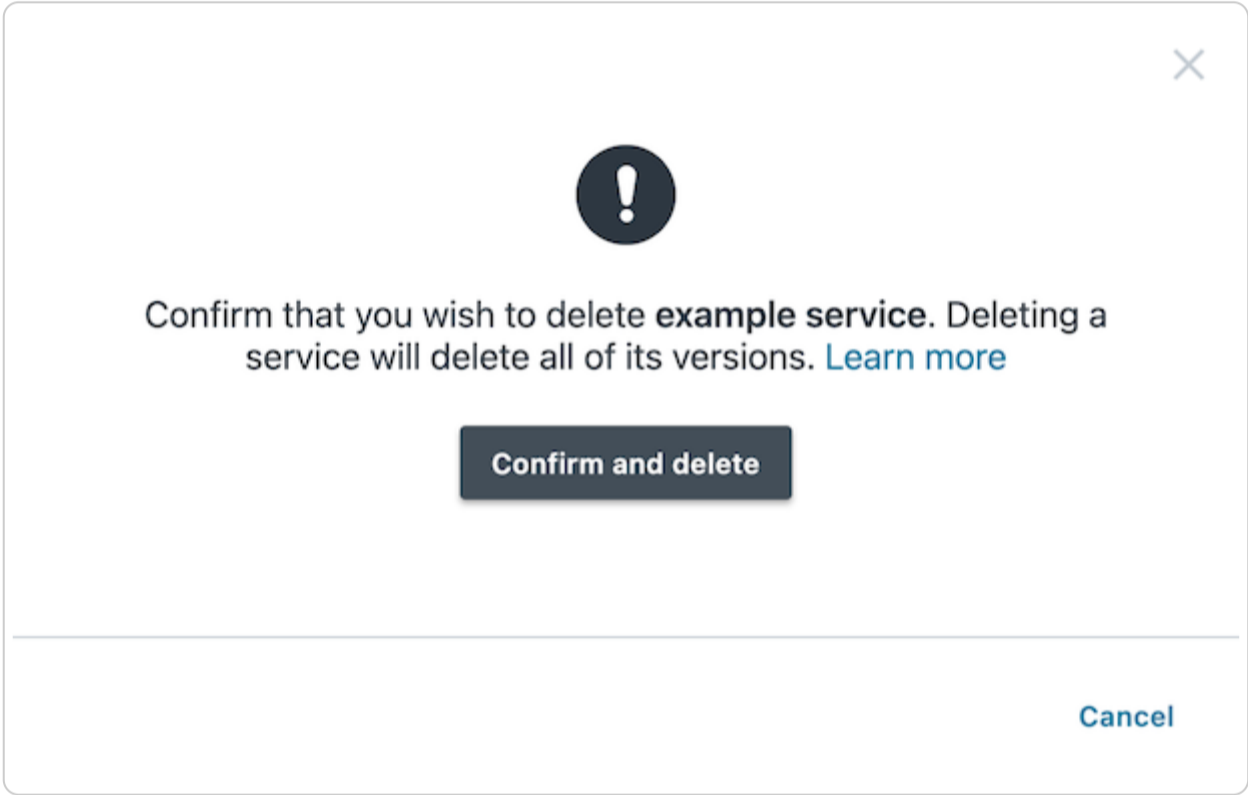 Confirm that you wish to delete example service. Deleting a
service will delete all of its versions. Learn more
Confirm and delete
Cancel